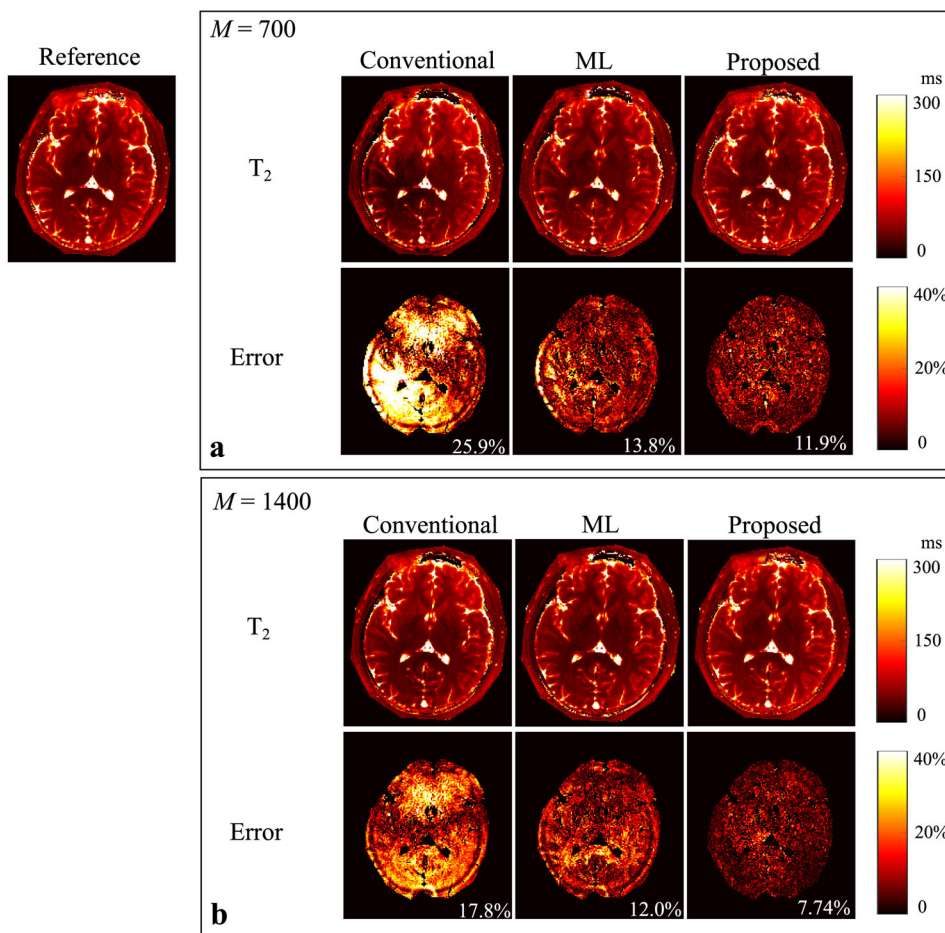 M = 700
Reference
Conventional ML Proposed
ms
300
T₂
150
0
40%
Error
20%
25.9% 13.8% 11.9%
0
a
M = 1400
Conventional ML Proposed
ms
300
T₂
150
0
40%
Error
20%
17.8% 12.0% 7.74%
0
b